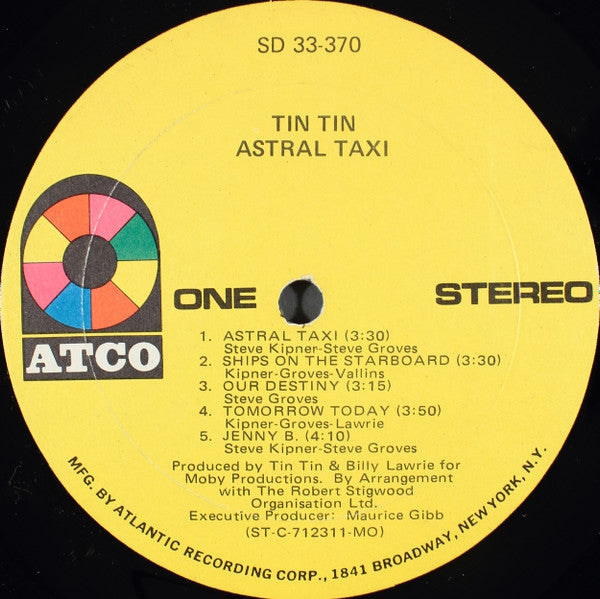 SD 33-370
TIN TIN
ASTRAL TAXI
ATCO
ONE
STEREO
1. ASTRAL TAXI (3:30)
Steve Kipner-Steve Groves
2. SHIPS ON THE STARBOARD (3:30)
Kipner-Groves-Vallins
3. OUR DESTINY (3:15)
Steve Groves
4. TOMORROW TODAY (3:50)
Kipner-Groves-Lawrie
5. JENNY B. (4:10)
Steve Kipner-Steve Groves
Produced by Tin Tin & Billy Lawrie for
Moby Productions. By Arrangement
with The Robert Stigwood
Organisation Ltd.
Executive Producer: Maurice Gibb
(ST-C-712311-MO)
MFG. BY ATLANTIC RECORDING CORP., 1841 BROADWAY, NEW YORK, N.Y.